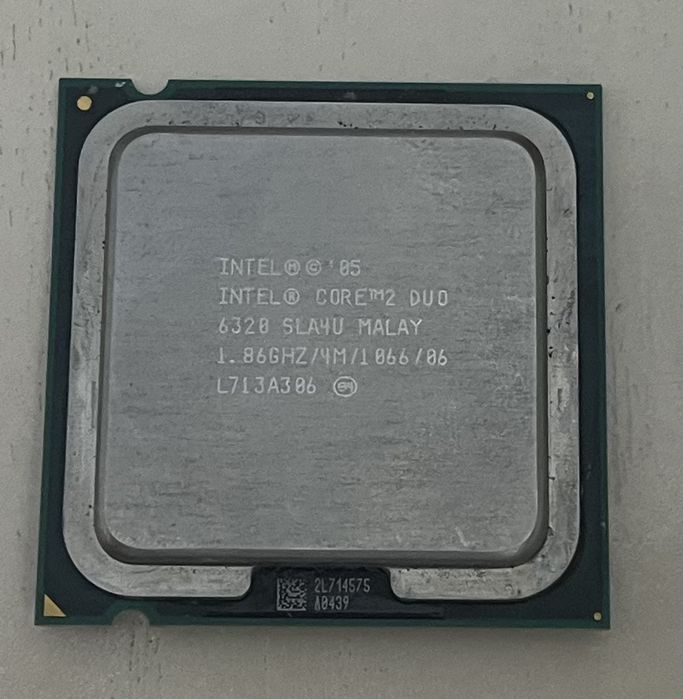 INTEL®© '05
INTEL® CORE™2 DUO
6320 SLA4U MALAY
1.86GHZ/4M/1066/06
L713A306 e4
2L714575
A0439